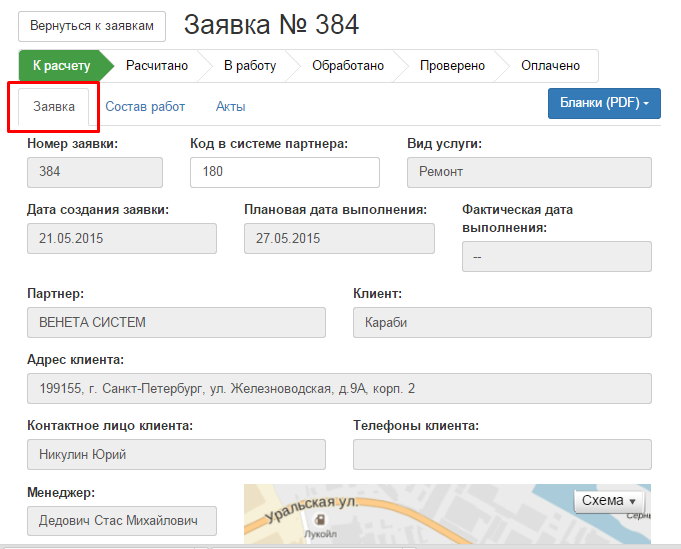 Вернуться к заявкам
Заявка № 384
К расчету
Расчитано
В работу
Обработано
Проверено
Оплачено
Заявка
Состав работ
Акты
Бланки (PDF)
Номер заявки:
Код в системе партнера:
Вид услуги:
384
180
Ремонт
Дата создания заявки:
Плановая дата выполнения:
Фактическая дата
выполнения:
21.05.2015
27.05.2015
--
Партнер:
Клиент:
ВЕНЕТА СИСТЕМ
Караби
Адрес клиента:
199155, г. Санкт-Петербург, ул. Железноводская, д.9А, корп. 2
Контактное лицо клиента:
Телефоны клиента:
Никулин Юрий
Менеджер:
Дедович Стас Михайлович
Уральская ул.
Лукойл
Схема